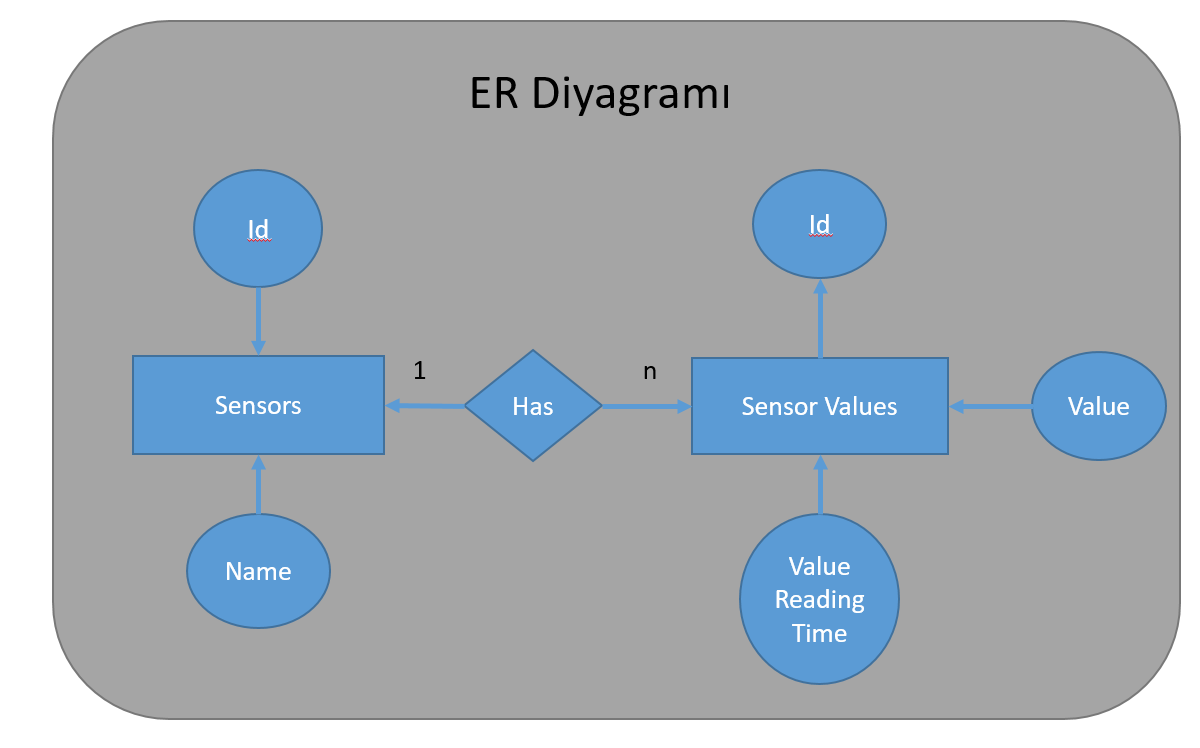 ER Diyagramı
Id
Id
Sensors
1
Has
n
Sensor Values
Value
Name
Value
Reading
Time